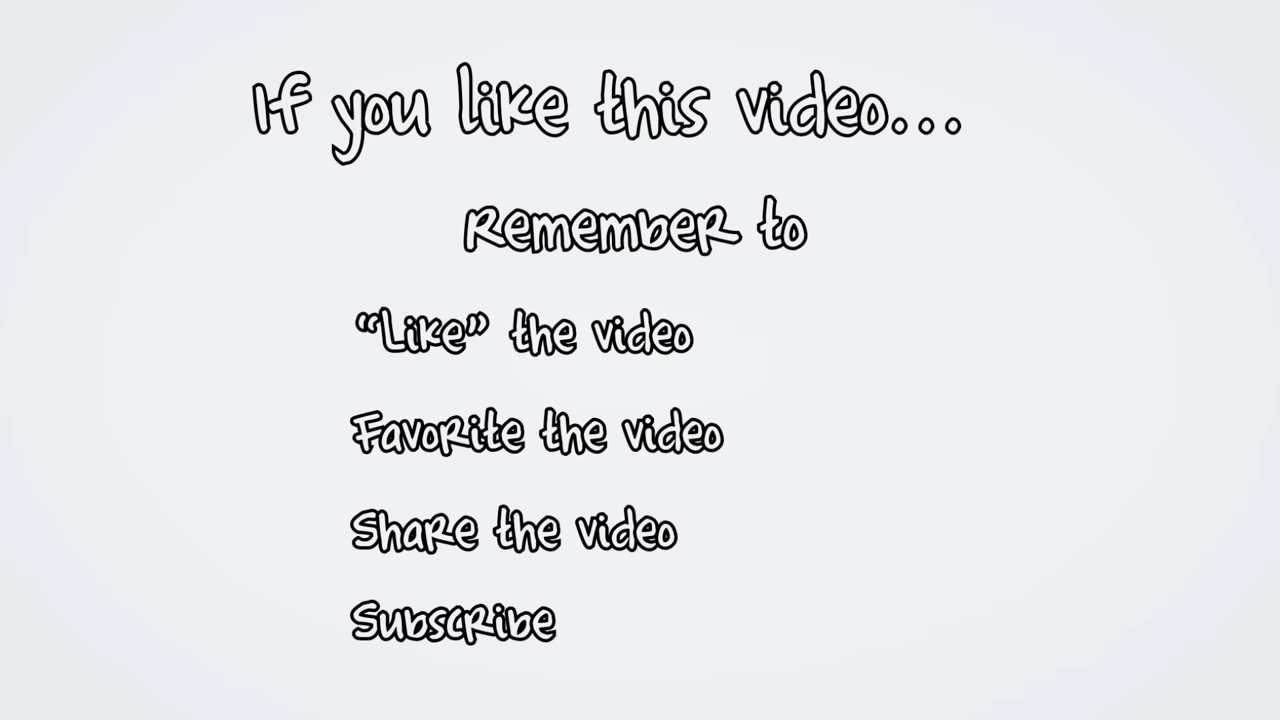 If you like this video...
Remember to
“Like” the video
Favorite the video
Share the video
Subscribe